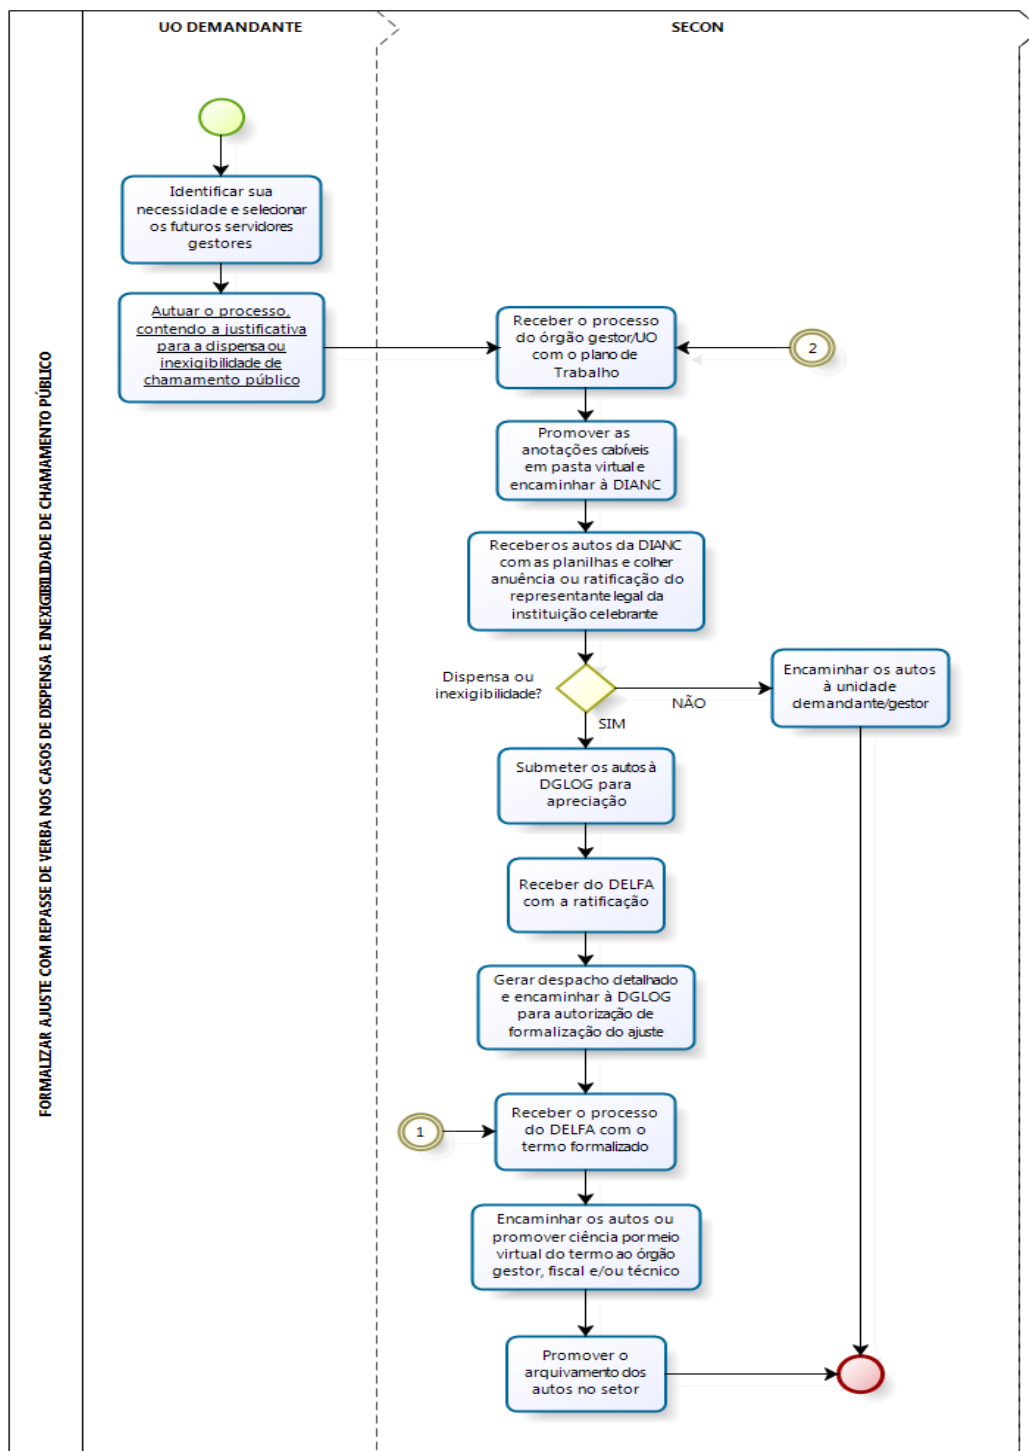 FORMALIZAR AJUSTE COM REPASSE DE VERBA NOS CASOS DE DISPENSA E INEXIGIBILIDADE DE CHAMAMENTO PÚBLICO
UO DEMANDANTE
SECON
Identificar sua
necessidade e selecionar
os futuros servidores
gestores
Autuar o processo,
contendo a justificativa
para a dispensa ou
inexigibilidade de
chamamento público
Receber o processo
do órgão gestor/UO
com o plano de
Trabalho
2
Promover as
anotações cabíveis
em pasta virtual e
encaminhar à DIANC
Receber os autos da DIANC
com as planilhas e colher
anuência ou ratificação do
representante legal da
instituição celebrante
Dispensa ou
inexigibilidade?
NÃO
Encaminhar os autos
à unidade
demandante/gestor
SIM
Submeter os autos à
DGLOG para
apreciação
Receber do DELFA
com a ratificação
Gerar despacho detalhado
e encaminhar à DGLOG
para autorização de
formalização do ajuste
1
Receber o processo
do DELFA com o
termo formalizado
Encaminhar os autos ou
promover ciência por meio
virtual do termo ao órgão
gestor, fiscal e/ou técnico
Promover o
arquivamento dos
autos no setor